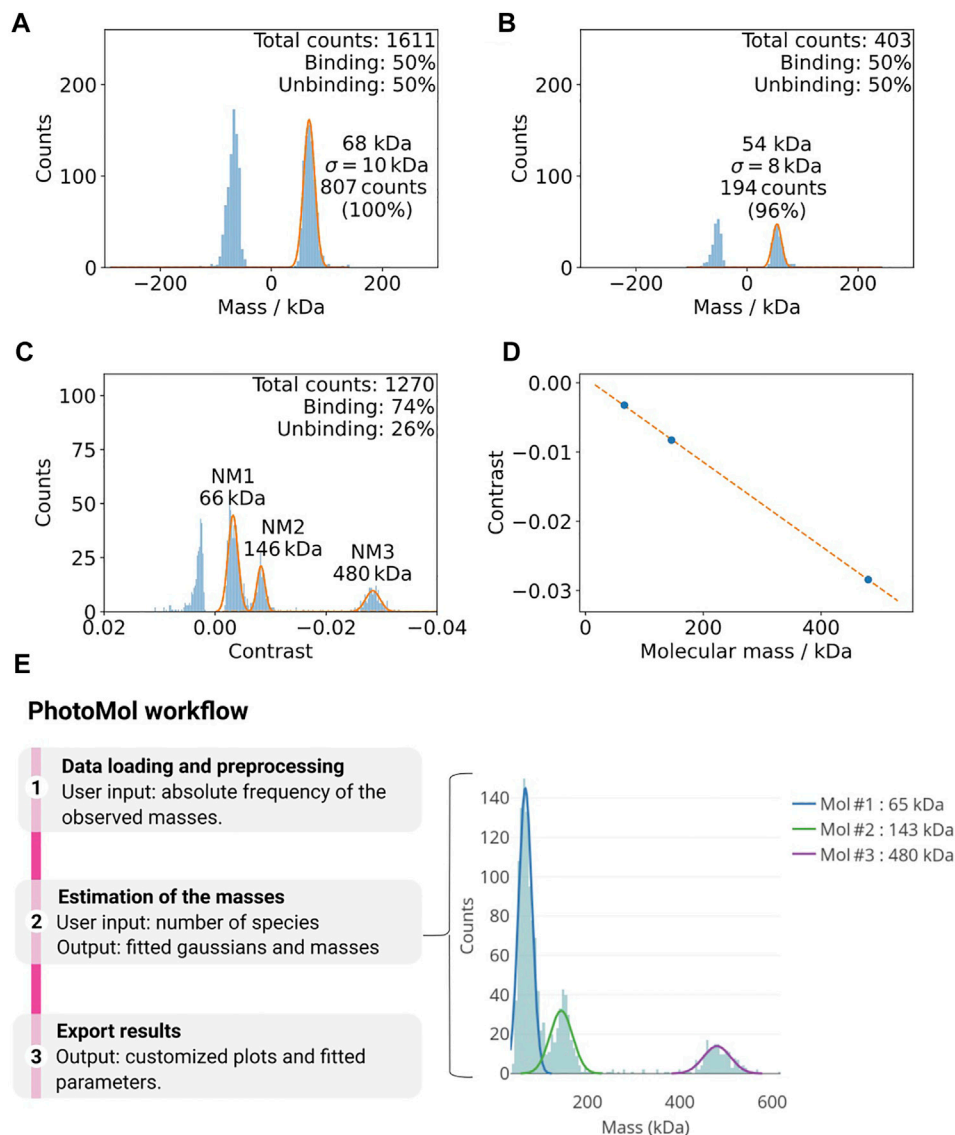 A
Total counts: 1611
Binding: 50%
Unbinding: 50%
68 kDa
σ = 10 kDa
807 counts
(100%)
Counts
200
100
0
−200
0
200
Mass / kDa
B
Total counts: 403
Binding: 50%
Unbinding: 50%
54 kDa
σ = 8 kDa
194 counts
(96%)
Counts
200
100
0
−200
0
200
Mass / kDa
C
Total counts: 1270
Binding: 74%
Unbinding: 26%
NM1
66 kDa
NM2
146 kDa
NM3
480 kDa
Counts
100
75
50
25
0
0.02
0.00
−0.02
−0.04
Contrast
D
Contrast
0.00
−0.01
−0.02
−0.03
0
200
400
Molecular mass / kDa
E
PhotoMol workflow
1
Data loading and preprocessing
User input: absolute frequency of the
observed masses.
2
Estimation of the masses
User input: number of species
Output: fitted gaussians and masses
3
Export results
Output: customized plots and fitted
parameters.
Counts
140
120
100
80
60
40
20
0
200
400
600
Mass (kDa)
Mol #1 : 65 kDa
Mol #2 : 143 kDa
Mol #3 : 480 kDa